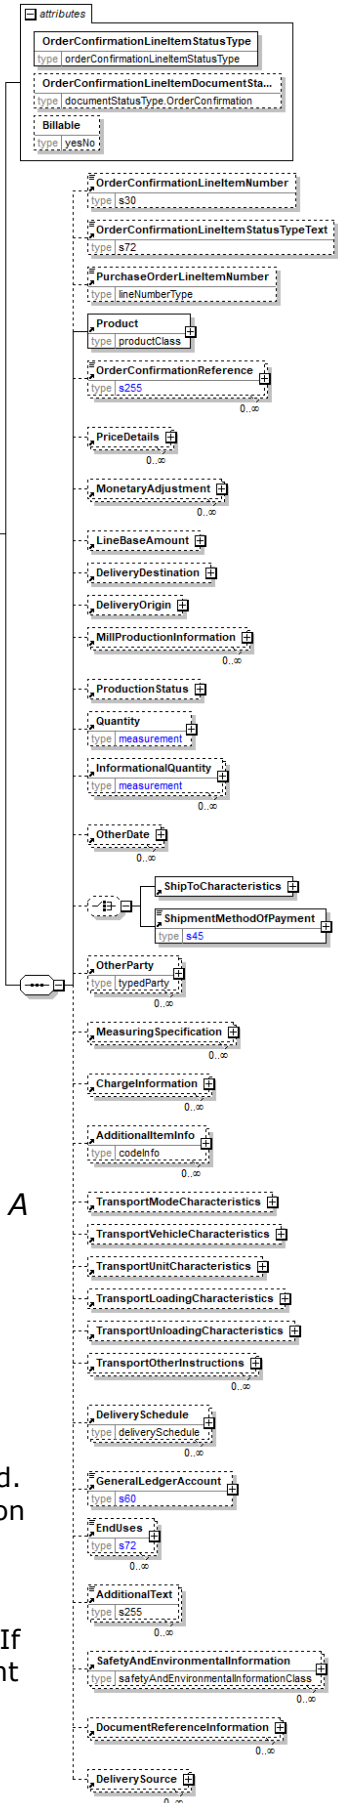 attributes
OrderConfirmationLineItemStatusType
type orderConfirmationLineItemStatusType
OrderConfirmationLineItemDocumentSta...
type documentStatusType.OrderConfirmation
Billable
type yesNo
OrderConfirmationLineItemNumber
type s30
OrderConfirmationLineItemStatusTypeText
type s72
PurchaseOrderLineItemNumber
type lineNumberType
Product
type productClass
OrderConfirmationReference
type s255
0..∞
PriceDetails
0..∞
MonetaryAdjustment
0..∞
LineBaseAmount
DeliveryDestination
DeliveryOrigin
MillProductionInformation
0..∞
ProductionStatus
Quantity
type measurement
InformationalQuantity
type measurement
0..∞
OtherDate
0..∞
ShipToCharacteristics
ShipmentMethodOfPayment
type s45
OtherParty
type typedParty
0..∞
MeasuringSpecification
0..∞
ChargeInformation
0..∞
AdditionalItemInfo
type codeInfo
0..∞
A
TransportModeCharacteristics
TransportVehicleCharacteristics
TransportUnitCharacteristics
TransportLoadingCharacteristics
TransportUnloadingCharacteristics
TransportOtherInstructions
0..∞
DeliverySchedule
type deliverySchedule
0..∞
d.
GeneralLedgerAccount
type s60
on
EndUses
type s72
0..∞
AdditionalText
type s255
0..∞
If
SafetyAndEnvironmentalInformation
nt
type safetyAndEnvironmentalInformationClass
0..∞
DocumentReferenceInformation
0..∞
DeliverySource
0..∞